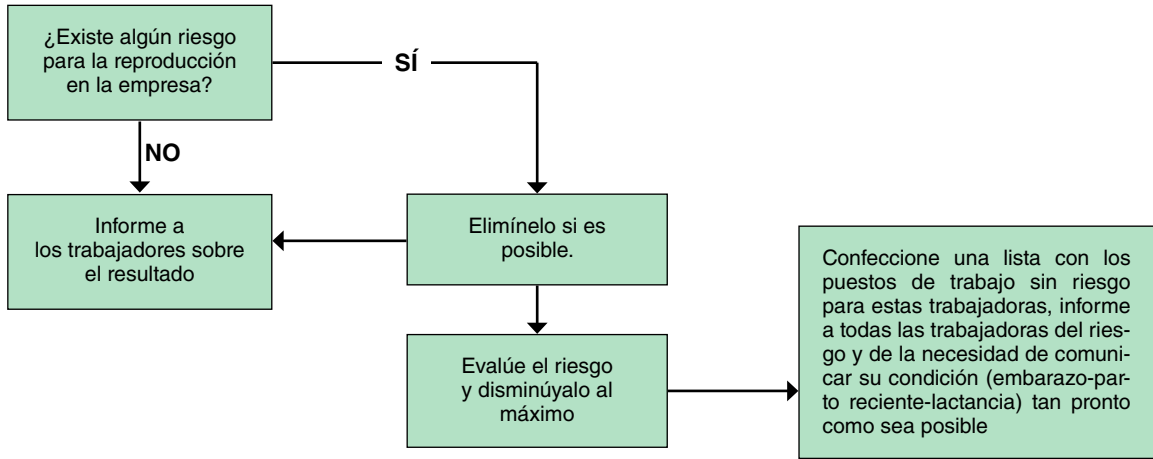 ¿Existe algún riesgo
para la reproducción
en la empresa?
SÍ
NO
Informe a
los trabajadores sobre
el resultado
Elimínelo si es
posible.
Evalúe el riesgo
y disminúyalo al
máximo
Confeccione una lista con los
puestos de trabajo sin riesgo
para estas trabajadoras, informe
a todas las trabajadoras del ries-
go y de la necesidad de comuni-
car su condición (embarazo-par-
to reciente-lactancia) tan pronto
como sea posible